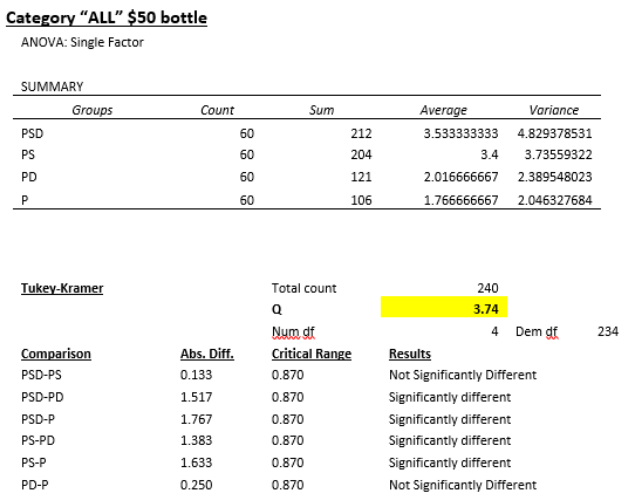 Category “ALL” $50 bottle
ANOVA: Single Factor
SUMMARY
Groups Count Sum Average Variance
PSD 60 212 3.533333333 4.829378531
PS 60 204 3.4 3.73559322
PD 60 121 2.016666667 2.389548023
P 60 106 1.766666667 2.046327684
Tukey-Kramer Total count 240
Q 3.74
Num df 4 Dem df 234
Comparison Abs. Diff. Critical Range Results
PSD-PS 0.133 0.870 Not Significantly Different
PSD-PD 1.517 0.870 Significantly different
PSD-P 1.767 0.870 Significantly different
PS-PD 1.383 0.870 Significantly different
PS-P 1.633 0.870 Significantly different
PD-P 0.250 0.870 Not Significantly Different